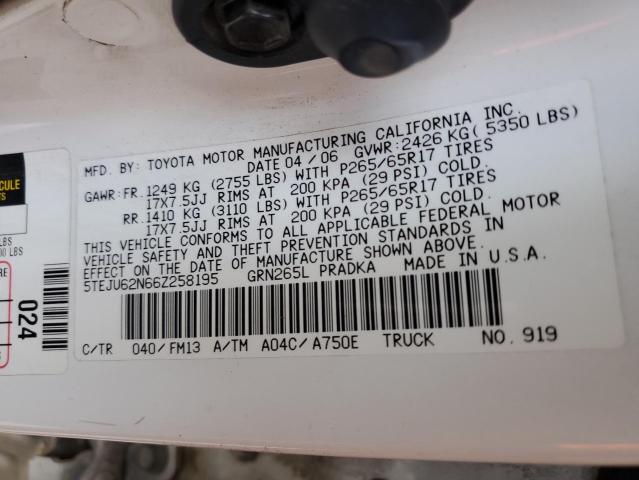 MFD. BY: TOYOTA MOTOR MANUFACTURING CALIFORNIA INC.
DATE 04/06 GVWR:2426 KG( 5350 LBS)
GAWR:FR. 1249 KG (2755 LBS) WITH P265/65R17 TIRES
17X7.5JJ RIMS AT 200 KPA (29 PSI) COLD.
RR. 1410 KG (3110 LBS) WITH P265/65R17 TIRES
17X7.5JJ RIMS AT 200 KPA (29 PSI) COLD.
THIS VEHICLE CONFORMS TO ALL APPLICABLE FEDERAL MOTOR
VEHICLE SAFETY AND THEFT PREVENTION STANDARDS IN
EFFECT ON THE DATE OF MANUFACTURE SHOWN ABOVE.
5TEJU62N66Z258195 GRN265L PRADKA MADE IN U.S.A.
C/TR 040/FM13 A/TM A04C/A750E TRUCK NO. 919
024
LBS
LBS